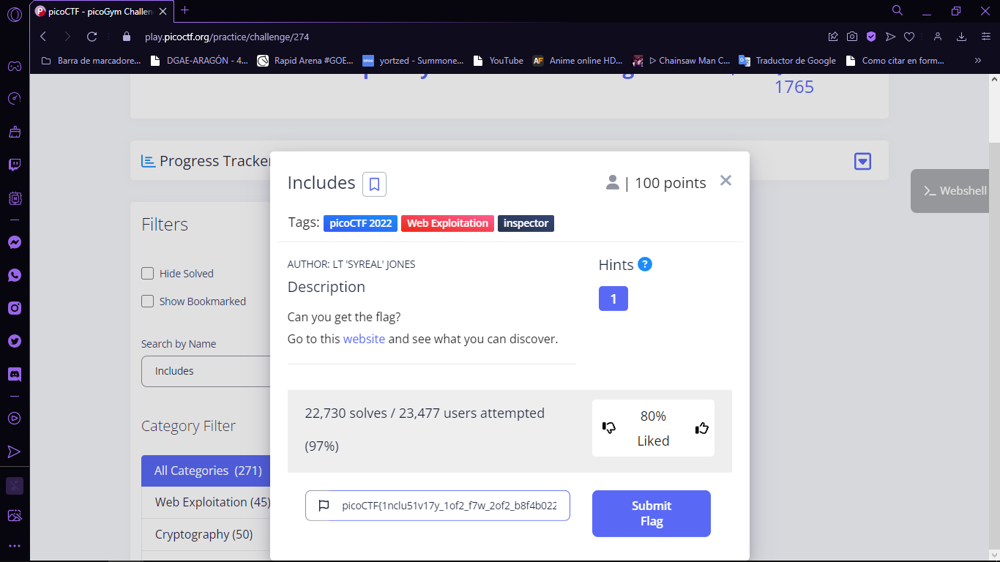 picoCTF - picoGym Challen
play.picoctf.org/practice/challenge/274
Barra de marcadore...
DGAE-ARAGÓN - 4...
Rapid Arena #GOE...
yortzed - Summone...
YouTube
AF Anime online HD...
ᐅ Chainsaw Man C...
Traductor de Google
Como citar en form...
»
1765
Progress Tracke
>_ Webshell
Includes
| 100 points
Tags: picoCTF 2022 Web Exploitation inspector
AUTHOR: LT 'SYREAL' JONES
Description
Can you get the flag?
Go to this website and see what you can discover.
Hints ?
1
22,730 solves / 23,477 users attempted
(97%)
80%
Liked
picoCTF{1nclu51v17y_1of2_f7w_2of2_b8f4b022
Submit
Flag
Filters
Hide Solved
Show Bookmarked
Search by Name
Includes
Category Filter
All Categories (271)
Web Exploitation (45)
Cryptography (50)